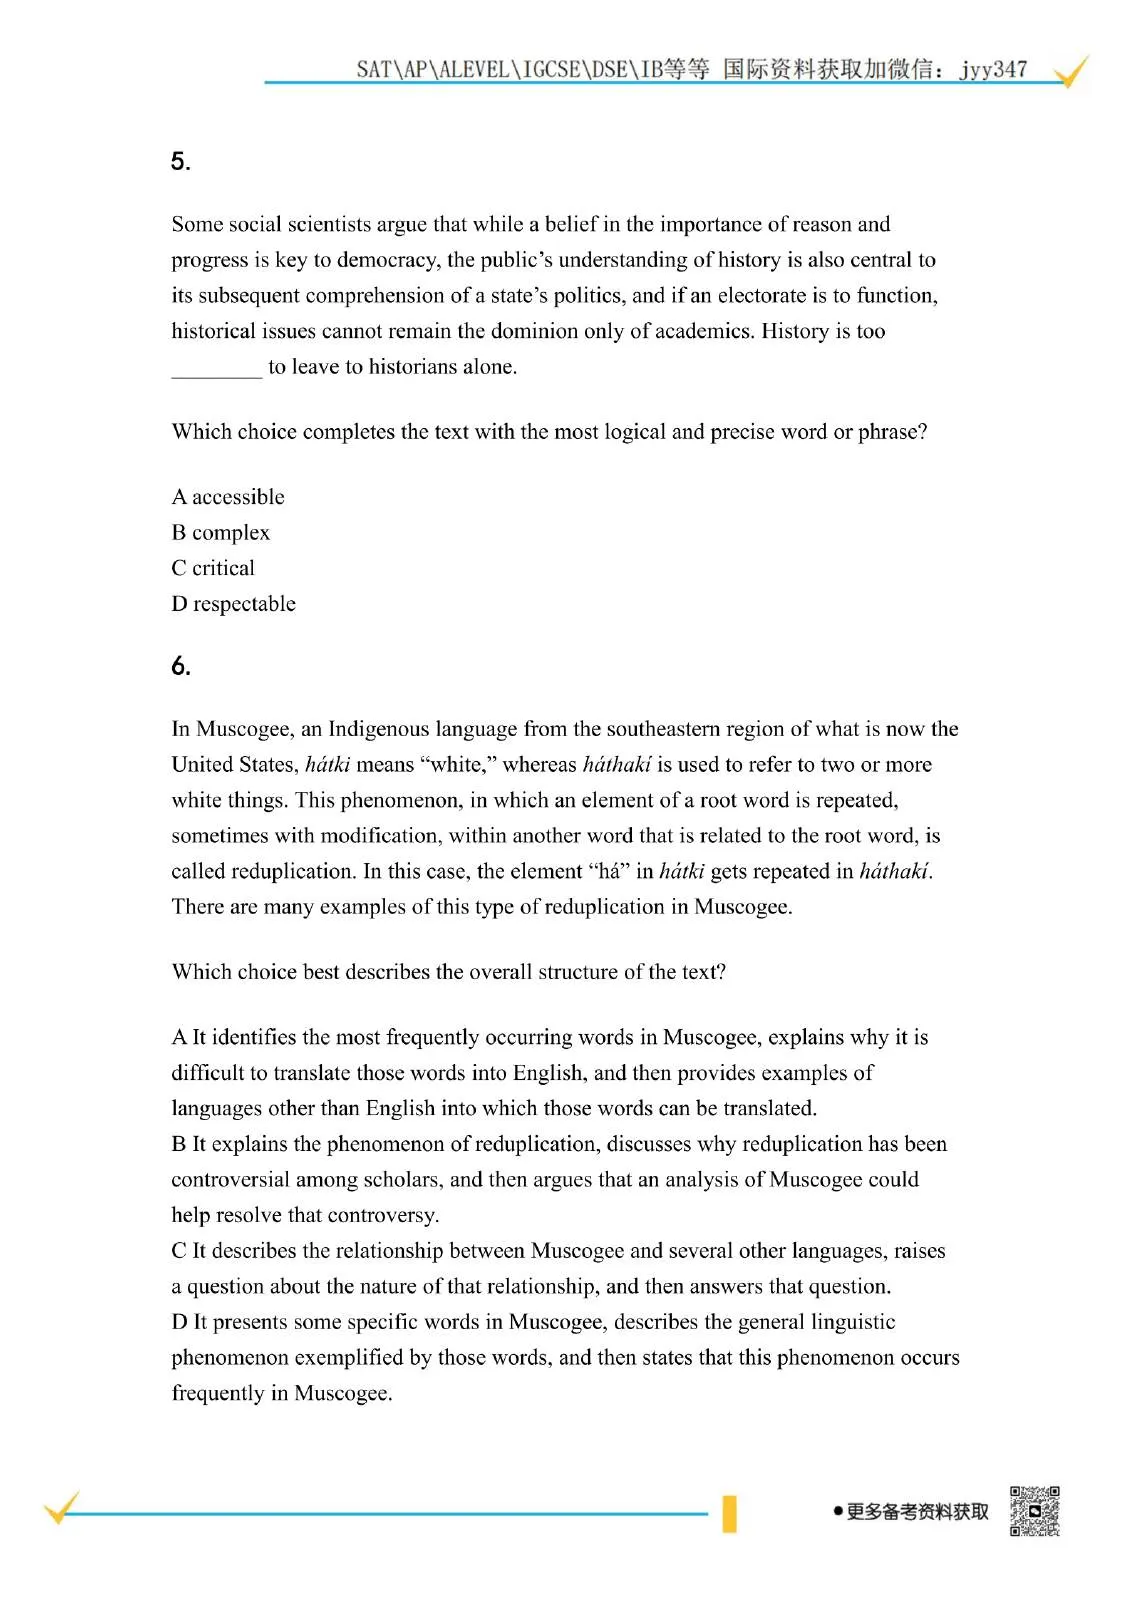 SAT\AP\ALEVEL\IGCSE\DSE\IB等等 国际资料获取加微信：jyy347
5.
Some social scientists argue that while a belief in the importance of reason and
progress is key to democracy, the public’s understanding of history is also central to
its subsequent comprehension of a state’s politics, and if an electorate is to function,
historical issues cannot remain the dominion only of academics. History is too
________ to leave to historians alone.
Which choice completes the text with the most logical and precise word or phrase?
A accessible
B complex
C critical
D respectable
6.
In Muscogee, an Indigenous language from the southeastern region of what is now the
United States, hátki means “white,” whereas háthakí is used to refer to two or more
white things. This phenomenon, in which an element of a root word is repeated,
sometimes with modification, within another word that is related to the root word, is
called reduplication. In this case, the element “há” in hátki gets repeated in háthakí.
There are many examples of this type of reduplication in Muscogee.
Which choice best describes the overall structure of the text?
A It identifies the most frequently occurring words in Muscogee, explains why it is
difficult to translate those words into English, and then provides examples of
languages other than English into which those words can be translated.
B It explains the phenomenon of reduplication, discusses why reduplication has been
controversial among scholars, and then argues that an analysis of Muscogee could
help resolve that controversy.
C It describes the relationship between Muscogee and several other languages, raises
a question about the nature of that relationship, and then answers that question.
D It presents some specific words in Muscogee, describes the general linguistic
phenomenon exemplified by those words, and then states that this phenomenon occurs
frequently in Muscogee.
●更多备考资料获取